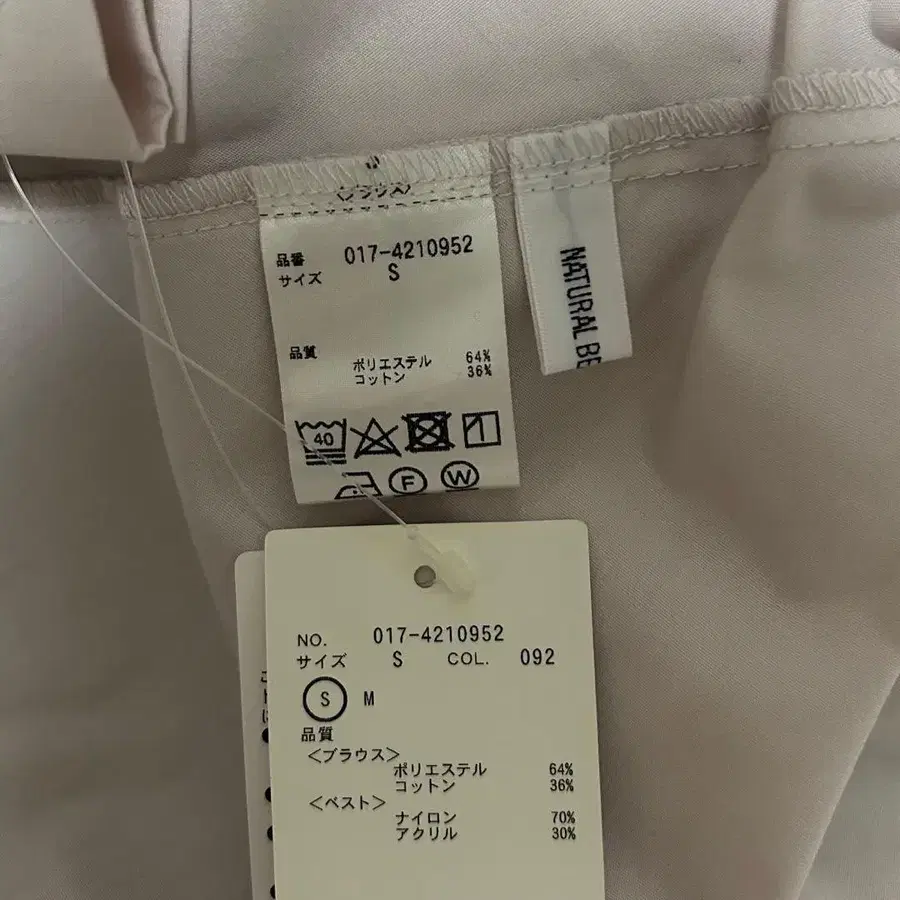 <ブラウス>
品番 017-4210952
サイズ S
品質
ポリエステル 64%
コットン 36%
40
F W
NATURAL BE
NO. 017-4210952
サイズ S COL. 092
S M
品質
<ブラウス>
ポリエステル 64%
コットン 36%
<ベスト>
ナイロン 70%
アクリル 30%